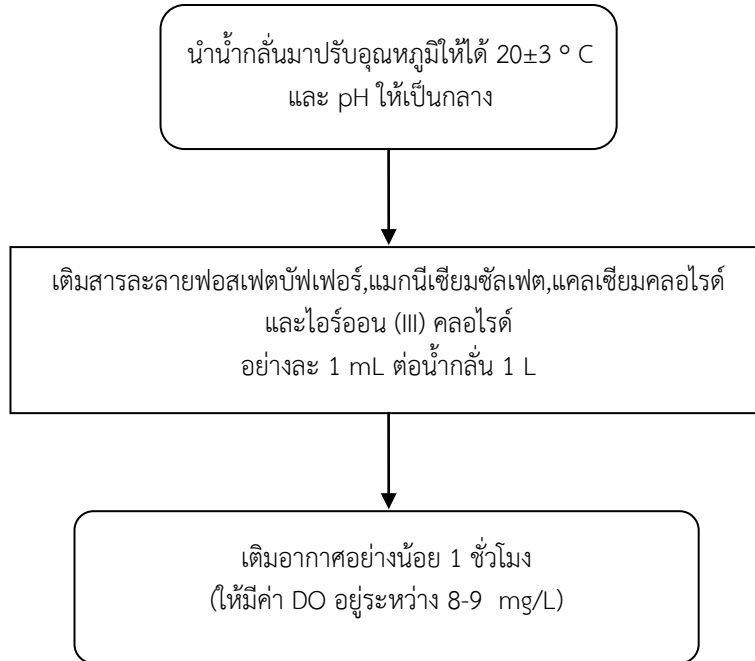 นำน้ำกลั่นมาปรับอุณหภูมิให้ได้ 20±3 ° C
และ pH ให้เป็นกลาง
เติมสารละลายฟอสเฟตบัฟเฟอร์,แมกนีเซียมซัลเฟต,แคลเซียมคลอไรด์
และไอร์ออน (III) คลอไรด์
อย่างละ 1 mL ต่อน้ำกลั่น 1 L
เติมอากาศอย่างน้อย 1 ชั่วโมง
(ให้มีค่า DO อยู่ระหว่าง 8-9 mg/L)